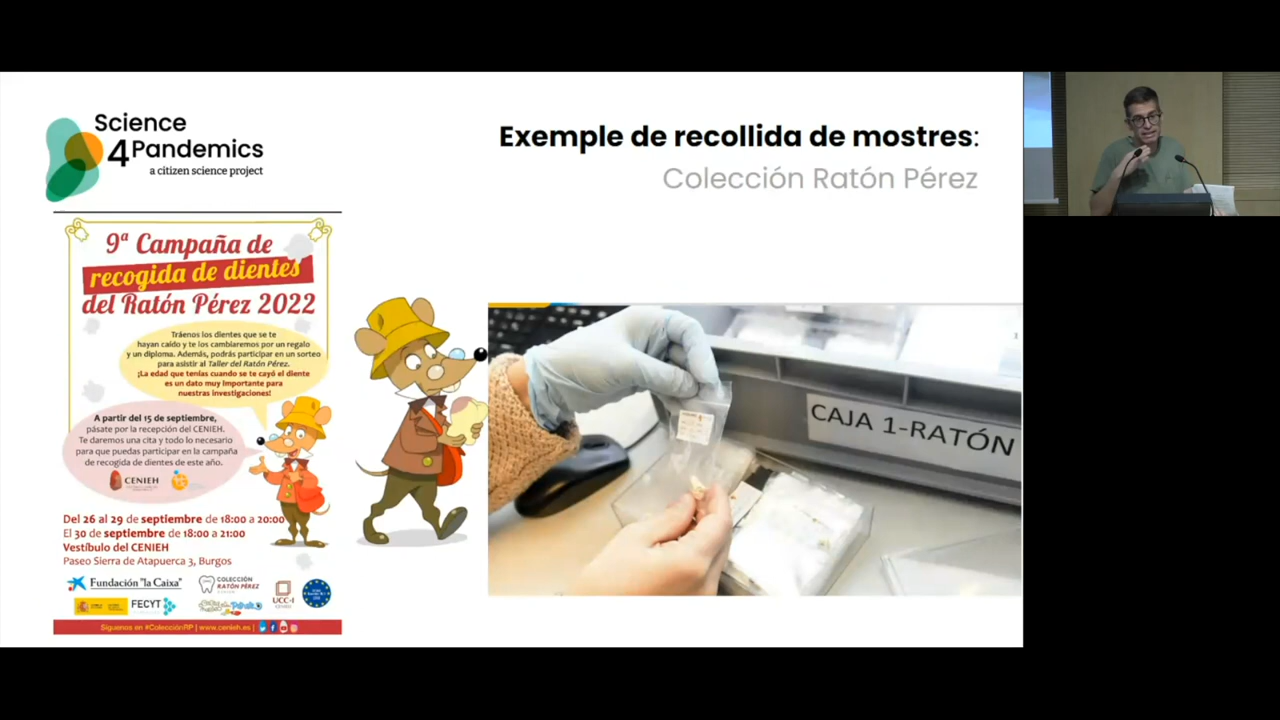 Science
4Pandemics
a citizen science project
Exemple de recollida de mostres:
Colección Ratón Pérez
9ª Campaña de
recogida de dientes
del Ratón Pérez 2022
Tráenos los dientes que se te
hayan caído y te los cambiaremos por un regalo
y un diploma. Además, podrás participar en un sorteo
para asistir al Taller del Ratón Pérez.
¡La edad que tenías cuando se te cayó el diente
es un dato muy importante para
nuestras investigaciones!
A partir del 15 de septiembre,
pásate por la recepción del CENIEH.
Te daremos una cita y todo lo necesario
para que puedas participar en la campaña
de recogida de dientes de este año.
CENIEH
Del 26 al 29 de septiembre de 18:00 a 20:00
El 30 de septiembre de 18:00 a 21:00
Vestíbulo del CENIEH
Paseo Sierra de Atapuerca 3, Burgos
Fundación "la Caixa"
COLECCIÓN
RATÓN PÉREZ
UCC-I
FECYT
Síguenos en #ColecciónRP | www.cenieh.es |
CAJA 1-RATÓN